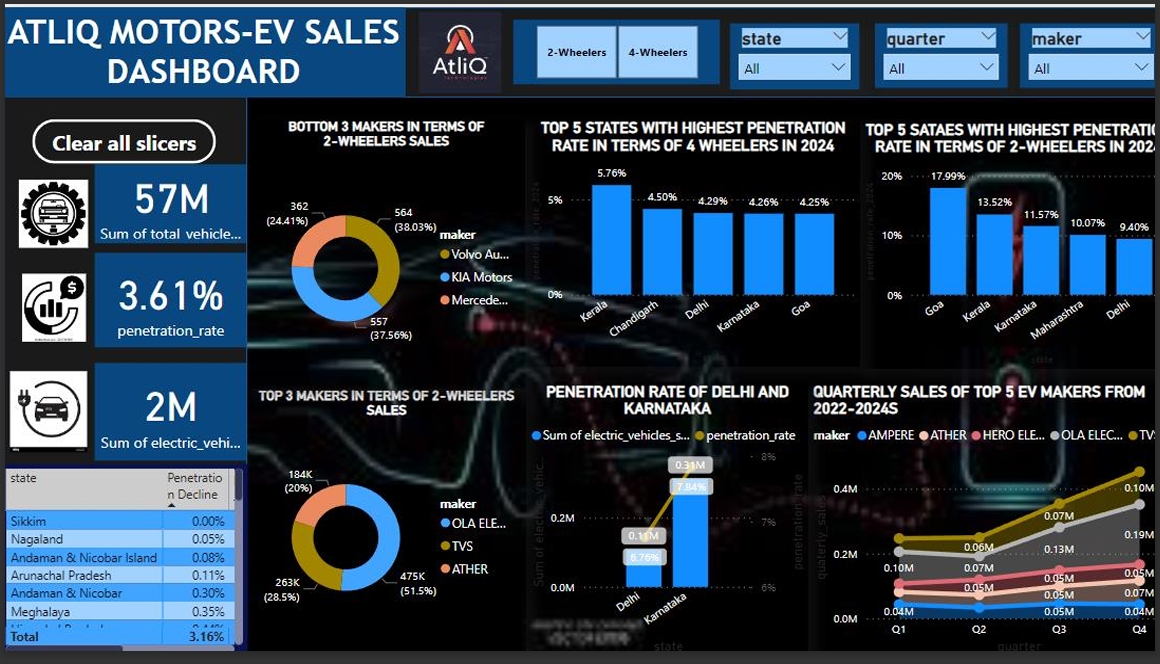 ATLIQ MOTORS-EV SALES
DASHBOARD
AtliQ
technologies
2-Wheelers
4-Wheelers
state
All
quarter
All
maker
All
Clear all slicers
57M
Sum of total vehicle...
3.61%
penetration_rate
2M
Sum of electric_vehi...
state
Penetratio
n Decline
Sikkim 0.00%
Nagaland 0.05%
Andaman & Nicobar Island 0.08%
Arunachal Pradesh 0.11%
Andaman & Nicobar 0.30%
Meghalaya 0.35%
Total 3.16%
BOTTOM 3 MAKERS IN TERMS OF
2-WHEELERS SALES
362
(24.41%)
564
(38.03%)
557
(37.56%)
maker
Volvo Au...
KIA Motors
Mercede...
TOP 5 STATES WITH HIGHEST PENETRATION
RATE IN TERMS OF 4 WHEELERS IN 2024
5%
0%
5.76%
4.50%
4.29%
4.26%
4.25%
Kerala
Chandigarh
Delhi
Karnataka
Goa
TOP 5 SATAES WITH HIGHEST PENETRATIO
RATE IN TERMS OF 2-WHEELERS IN 202
20%
10%
0%
17.99%
13.52%
11.57%
10.07%
9.40%
Goa
Kerala
Karnataka
Maharashtra
Delhi
state
TOP 3 MAKERS IN TERMS OF 2-WHEELERS
SALES
184K
(20%)
263K
(28.5%)
475K
(51.5%)
maker
OLA ELE...
TVS
ATHER
PENETRATION RATE OF DELHI AND
KARNATAKA
Sum of electric_vehicles_s...
penetration_rate
Sum of electric_vehic...
0.2M
0.0M
0.11M
6.76%
0.31M
7.84%
8%
7%
6%
penetration_rate
Delhi
Karnataka
state
QUARTERLY SALES OF TOP 5 EV MAKERS FROM
2022-2024S
maker
AMPERE
ATHER
HERO ELE...
OLA ELEC...
TVS
quaterly_sales
0.4M
0.2M
0.0M
0.10M
0.04M
0.06M
0.07M
0.05M
0.07M
0.13M
0.05M
0.05M
0.05M
0.10M
0.19M
0.05M
0.07M
0.04M
Q1
Q2
Q3
Q4
quarter